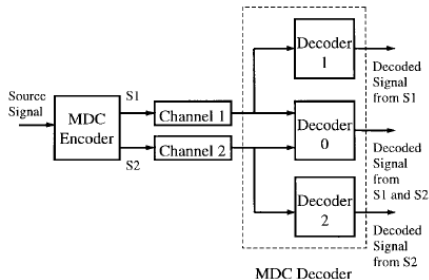 Source
Signal
MDC
Encoder
S1
S2
Channel 1
Channel 2
Decoder
1
Decoder
0
Decoder
2
Decoded
Signal
from S1
Decoded
Signal
from
S1 and S2
Decoded
Signal
from S2
MDC Decoder